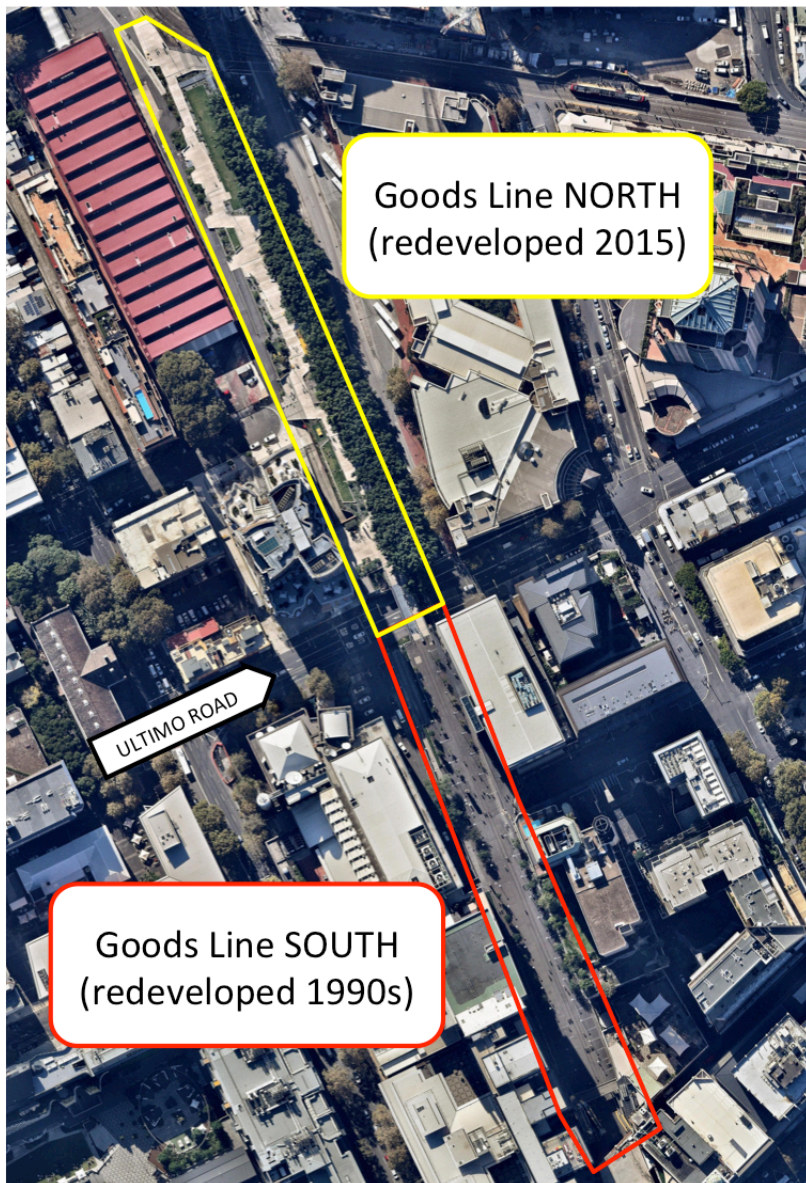 Goods Line NORTH
(redeveloped 2015)
ULTIMO ROAD
Goods Line SOUTH
(redeveloped 1990s)